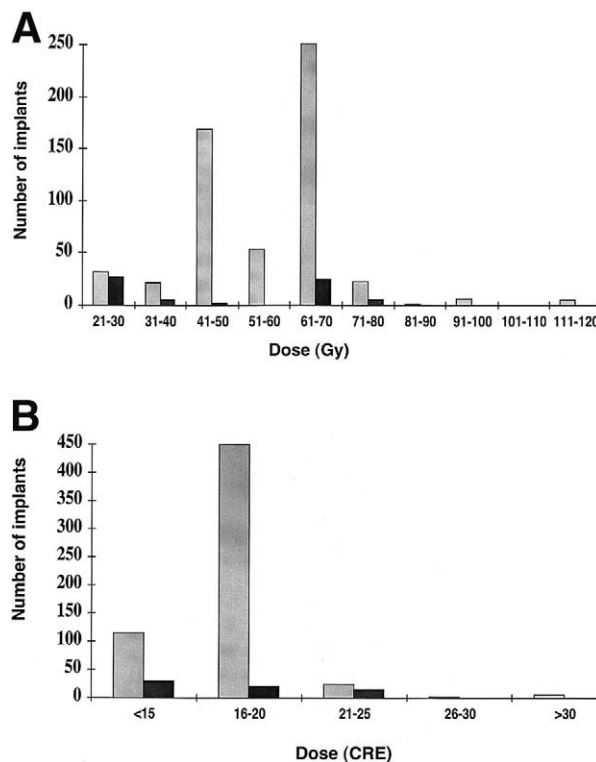 A
Number of implants
250
200
150
100
50
0
21-30 31-40 41-50 51-60 61-70 71-80 81-90 91-100 101-110 111-120
Dose (Gy)
B
Number of implants
450
400
350
300
250
200
150
100
50
0
<15 16-20 21-25 26-30 >30
Dose (CRE)